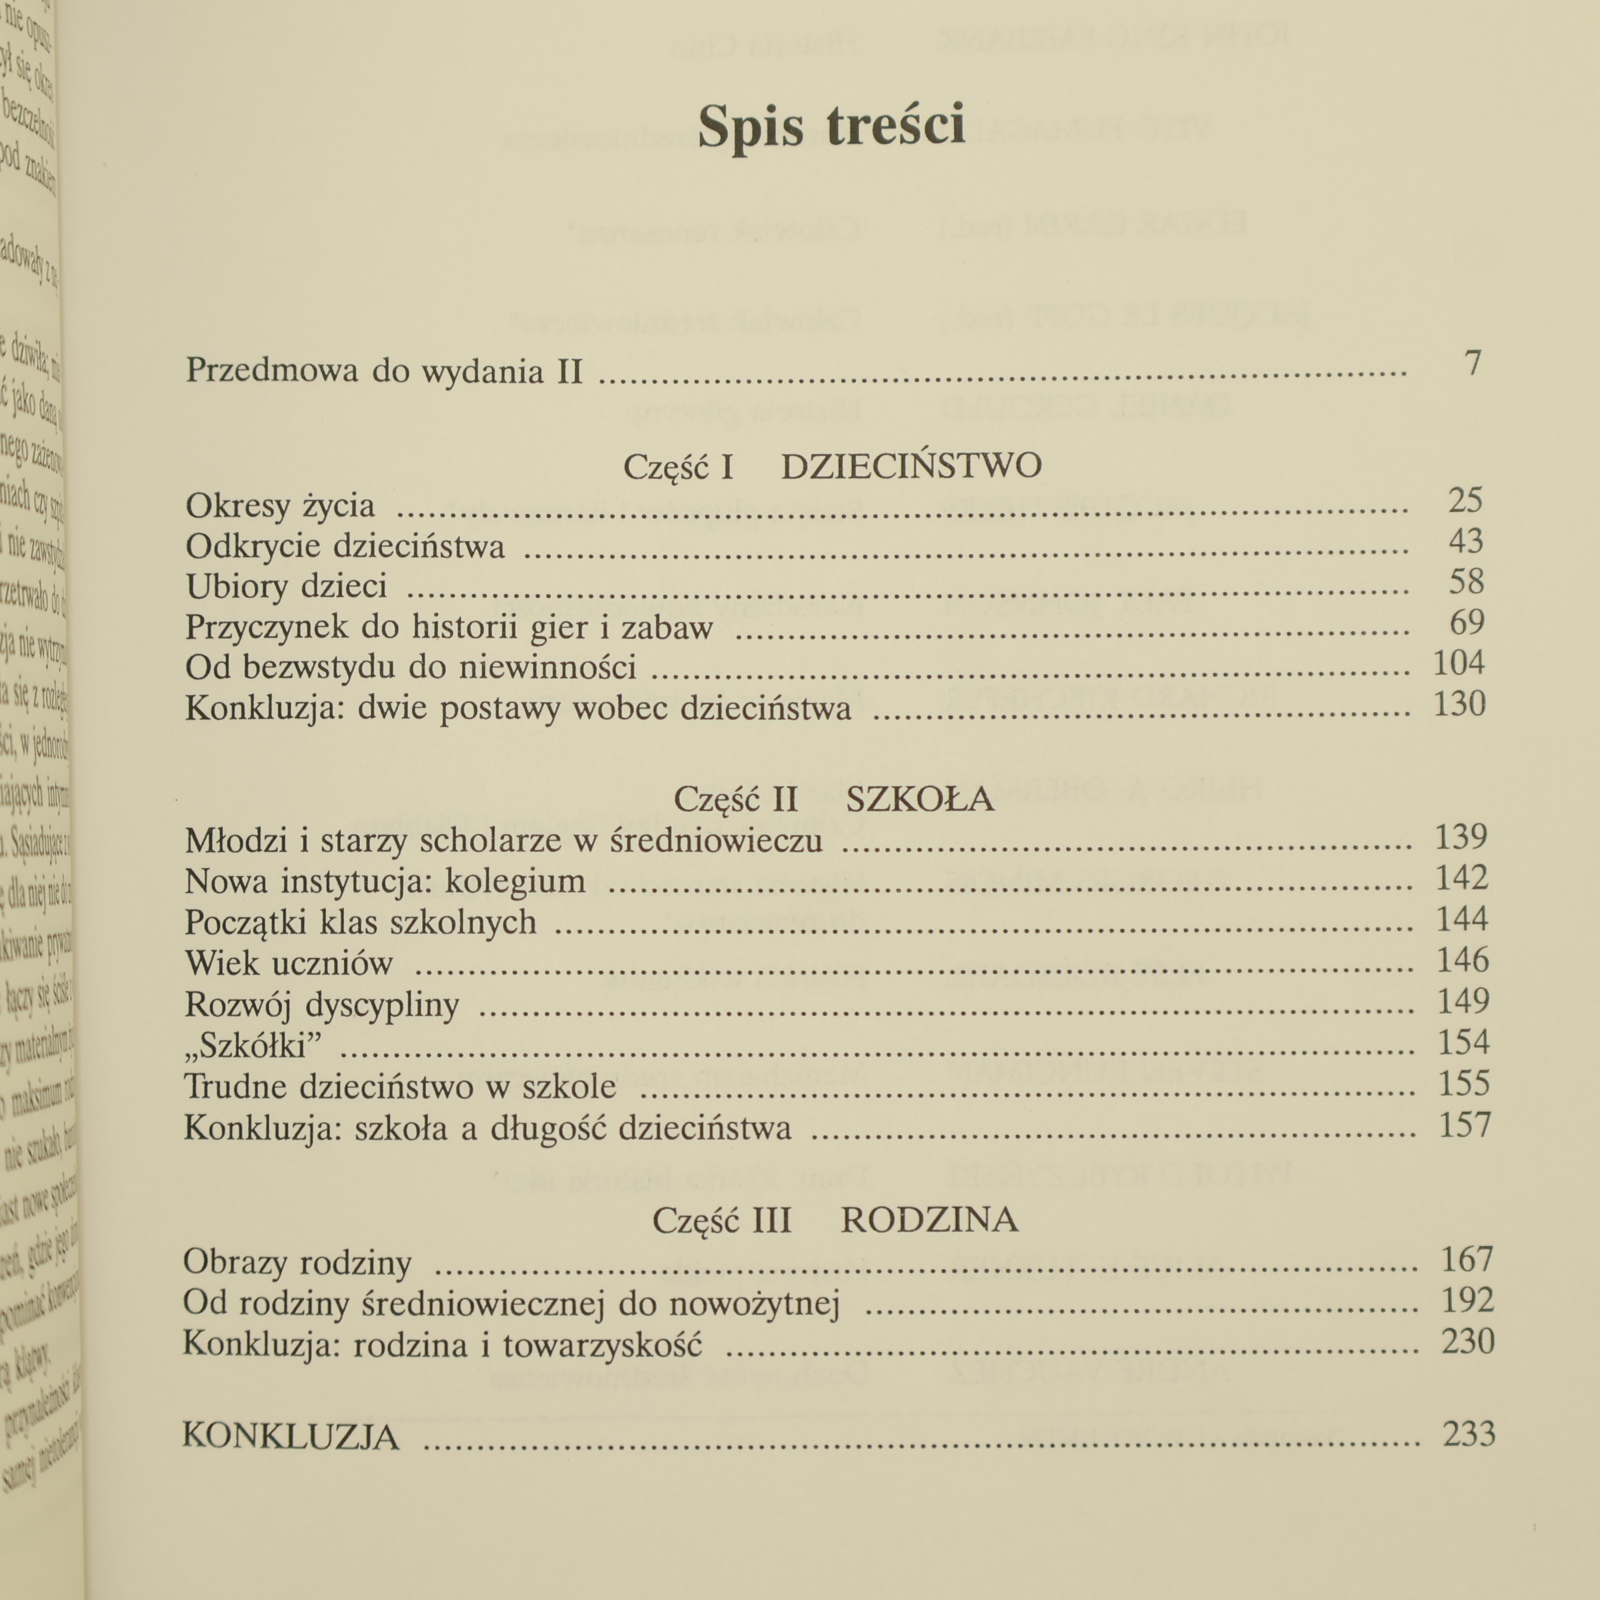 Spis treści
Przedmowa do wydania II ........ 7
Część I DZIECIŃSTWO
Okresy życia ........ 25
Odkrycie dzieciństwa ........ 43
Ubiory dzieci ........ 58
Przyczynek do historii gier i zabaw ........ 69
Od bezwstydu do niewinności ........ 104
Konkluzja: dwie postawy wobec dzieciństwa ........ 130
Część II SZKOŁA
Młodzi i starzy scholarze w średniowieczu ........ 139
Nowa instytucja: kolegium ........ 142
Początki klas szkolnych ........ 144
Wiek uczniów ........ 146
Rozwój dyscypliny ........ 149
„Szkółki” ........ 154
Trudne dzieciństwo w szkole ........ 155
Konkluzja: szkoła a długość dzieciństwa ........ 157
Część III RODZINA
Obrazy rodziny ........ 167
Od rodziny średniowiecznej do nowożytnej ........ 192
Konkluzja: rodzina i towarzyskość ........ 230
KONKLUZJA ........ 233